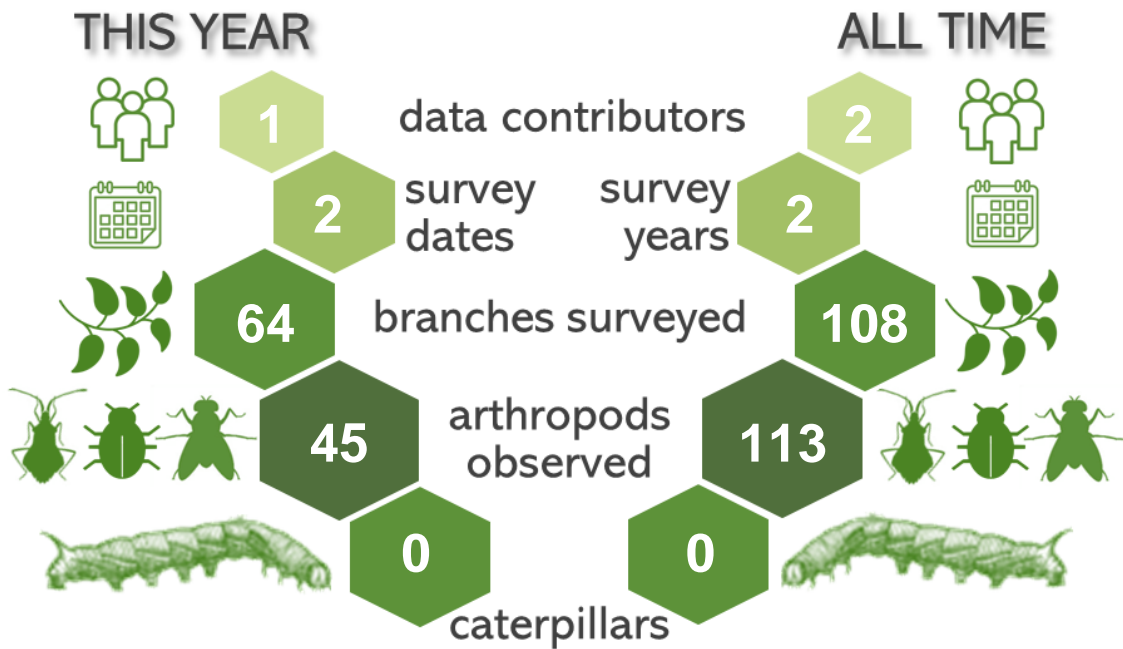 THIS YEAR
ALL TIME
1
data contributors
2
2
survey
dates
survey
years
2
64
branches surveyed
108
45
arthropods
observed
113
0
0
caterpillars